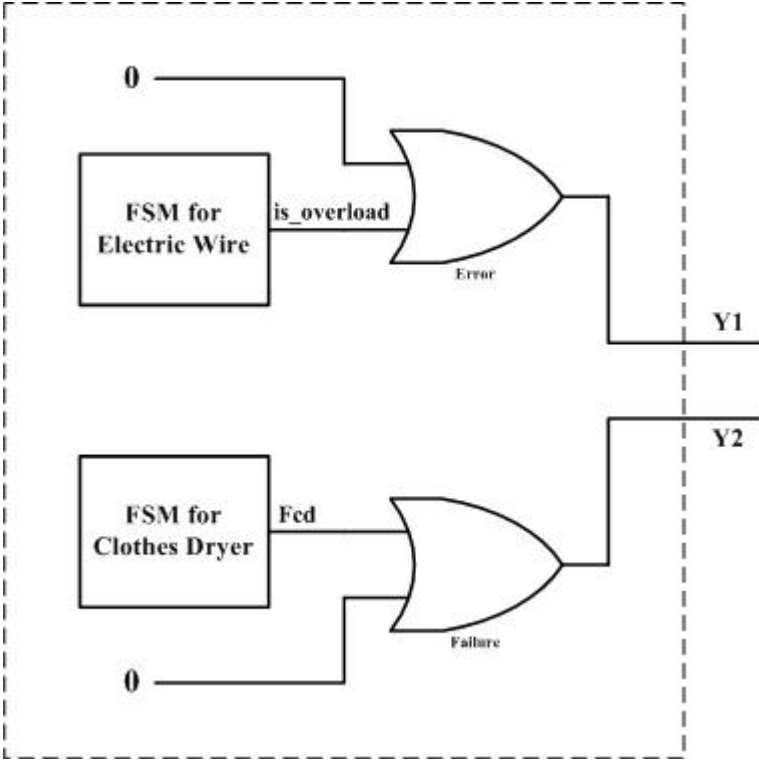 0
FSM for
Electric Wire
is_overload
Error
Y1
Y2
FSM for
Clothes Dryer
Fcd
Failure
0